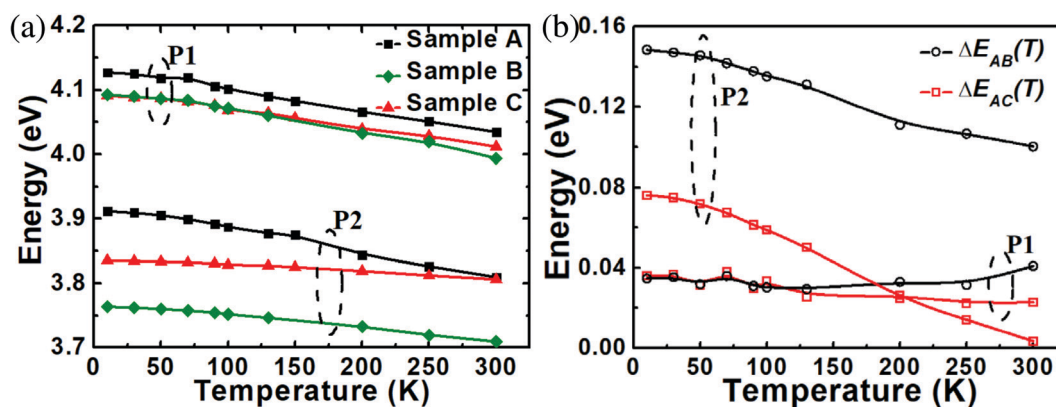 (a)
4.2
4.1
4.0
3.9
3.8
3.7
Energy (eV)
0 50 100 150 200 250 300
Temperature (K)
P1
P2
Sample A
Sample B
Sample C
(b)
0.16
0.12
0.08
0.04
0.00
Energy (eV)
0 50 100 150 200 250 300
Temperature (K)
P2
P1
ΔE_AB(T)
ΔE_AC(T)